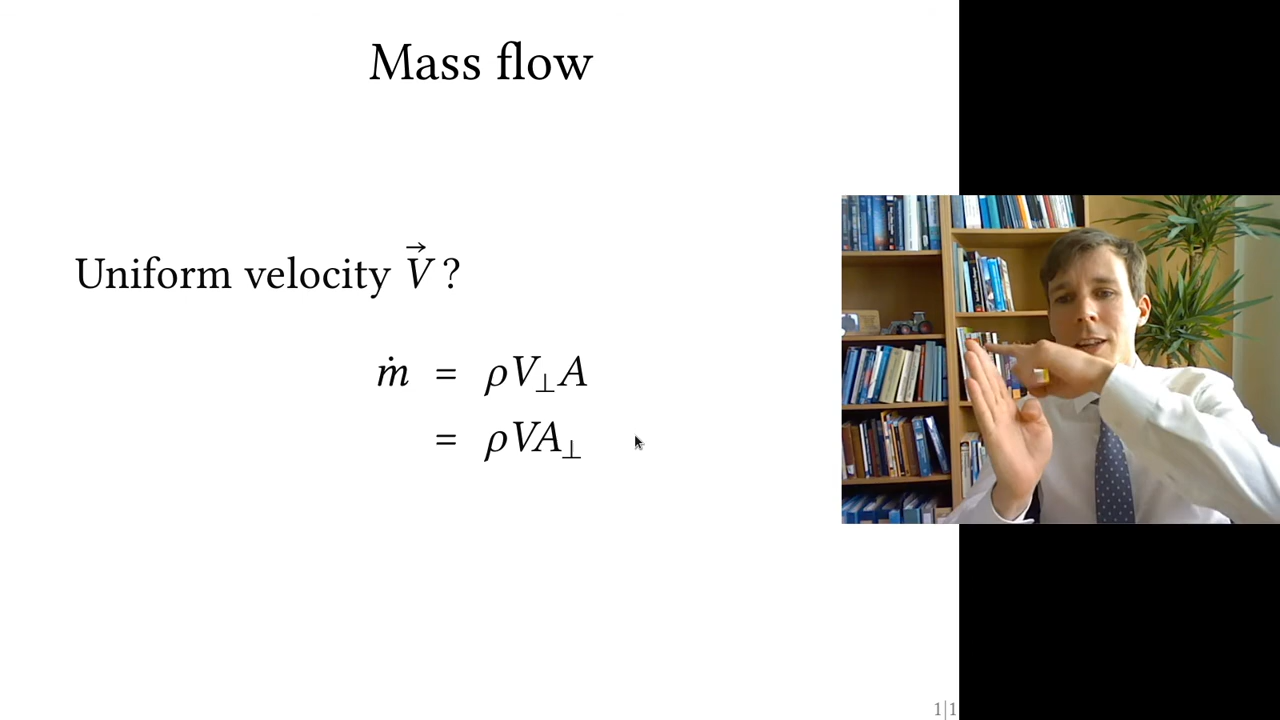 Mass flow
Uniform velocity V⃗ ?
ṁ = ρV⊥A
= ρVA⊥
1|1